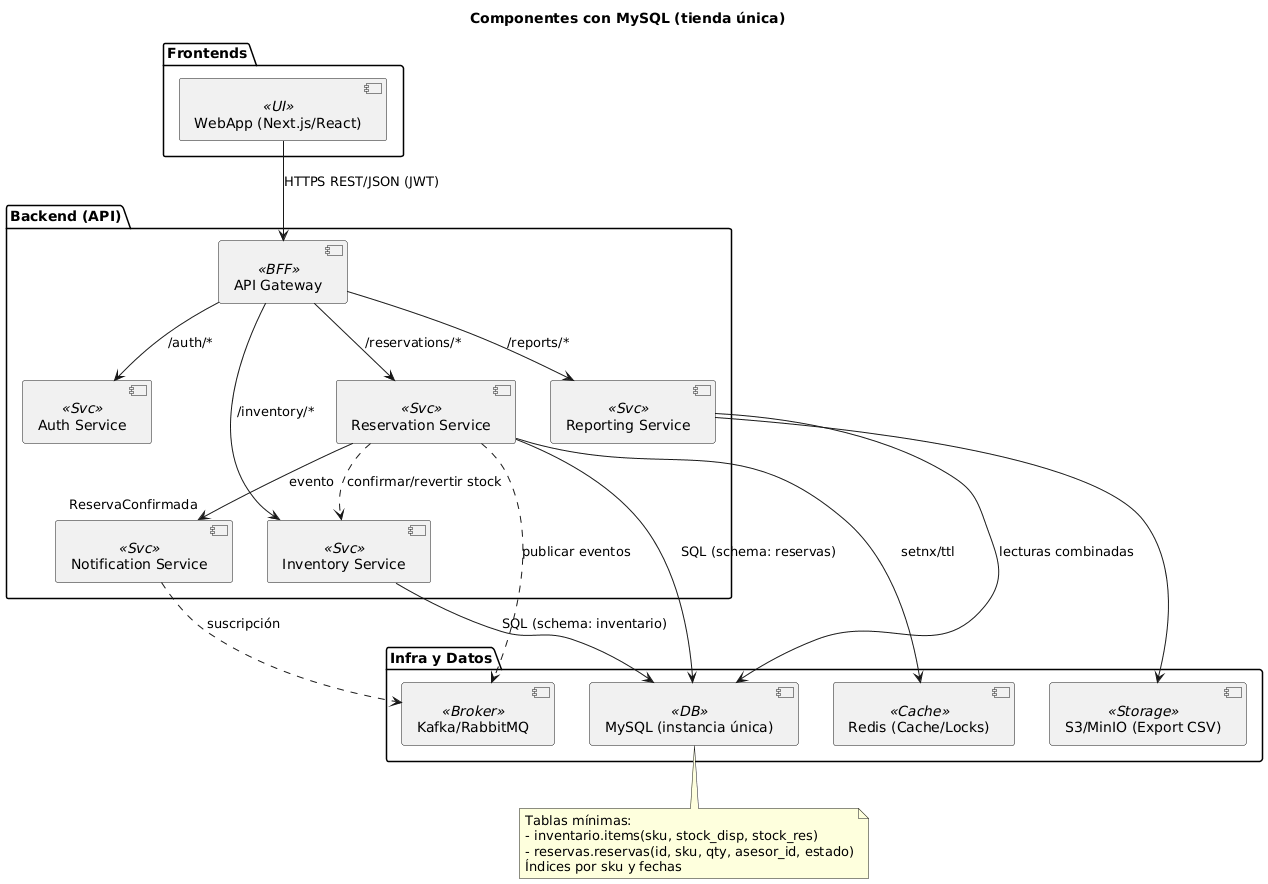 Componentes con MySQL (tienda única)
Frontends
«UI»
WebApp (Next.js/React)
HTTPS REST/JSON (JWT)
Backend (API)
«BFF»
API Gateway
/auth/*
/reservations/*
/reports/*
«Svc»
Auth Service
/inventory/*
«Svc»
Reservation Service
«Svc»
Reporting Service
evento
confirmar/revertir stock
ReservaConfirmada
«Svc»
Notification Service
«Svc»
Inventory Service
publicar eventos
SQL (schema: reservas)
setnx/ttl
lecturas combinadas
suscripción
SQL (schema: inventario)
Infra y Datos
«Broker»
Kafka/RabbitMQ
«DB»
MySQL (instancia única)
«Cache»
Redis (Cache/Locks)
«Storage»
S3/MinIO (Export CSV)
Tablas mínimas:
- inventario.items(sku, stock_disp, stock_res)
- reservas.reservas(id, sku, qty, asesor_id, estado)
Índices por sku y fechas